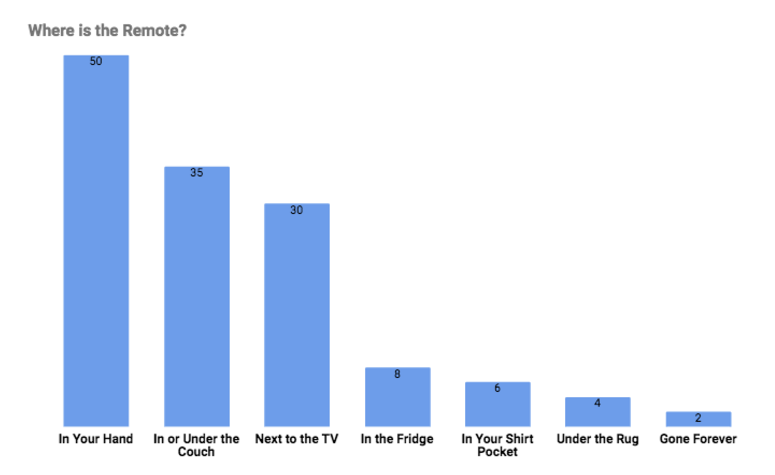 Where is the Remote?
50
35
30
8
6
4
2
In Your Hand
In or Under the
Couch
Next to the TV
In the Fridge
In Your Shirt
Pocket
Under the Rug
Gone Forever